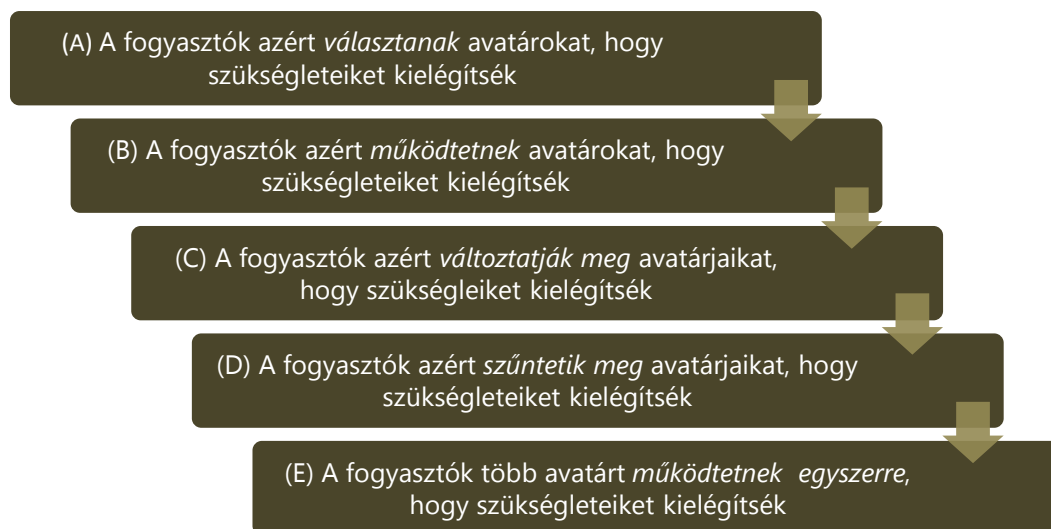 (A) A fogyasztók azért választanak avatárokat, hogy
szükségleteiket kielégítsék
(B) A fogyasztók azért működtetnek avatárokat, hogy
szükségleteiket kielégítsék
(C) A fogyasztók azért változtatják meg avatárjaikat,
hogy szükségleiket kielégítsék
(D) A fogyasztók azért szűntetik meg avatárjaikat, hogy
szükségleteiket kielégítsék
(E) A fogyasztók több avatárt működtetnek egyszerre,
hogy szükségleteiket kielégítsék